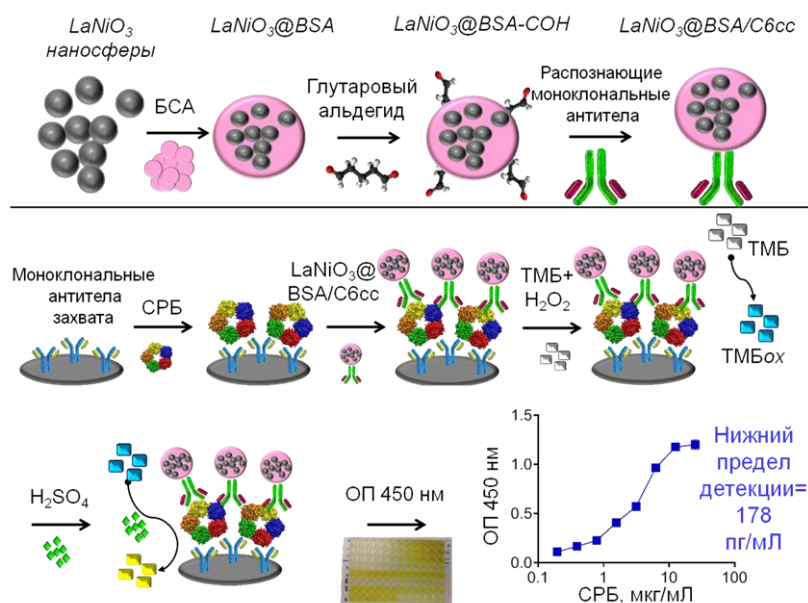 LaNiO₃
наносферы
LaNiO₃@BSA
LaNiO₃@BSA-COH
LaNiO₃@BSA/C6cc
БСА
Глутаровый
альдегид
Распознающие
моноклональные
антитела
ТМБ
Моноклональные
антитела
захвата
СРБ
LaNiO₃@
BSA/C6cc
ТМБ+
H₂O₂
ТМБox
H₂SO₄
ОП 450 нм
ОП 450 нм
1.5
1.0
0.5
0.0
0.1
1
10
100
СРБ, мкг/мЛ
Нижний
предел
детекции=
178
пг/мЛ